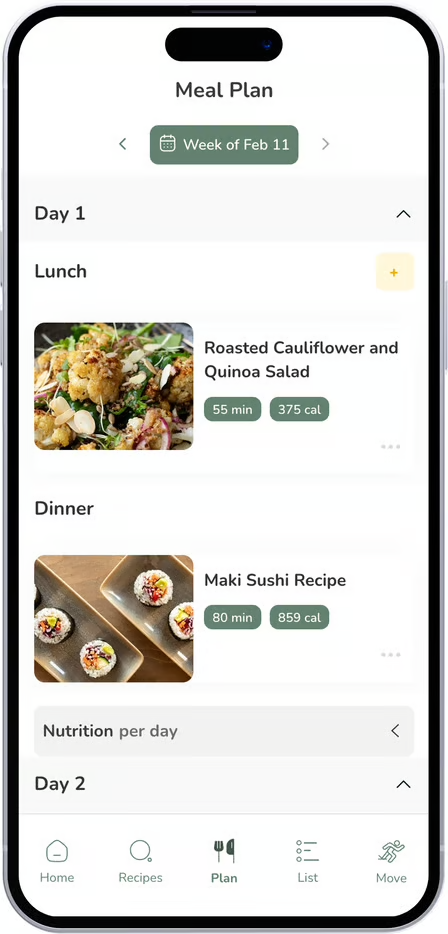 Meal Plan
Week of Feb 11
Day 1
Lunch
+
Roasted Cauliflower and
Quinoa Salad
55 min 375 cal
Dinner
Maki Sushi Recipe
80 min 859 cal
Nutrition per day
Day 2
Home Recipes Plan List Move